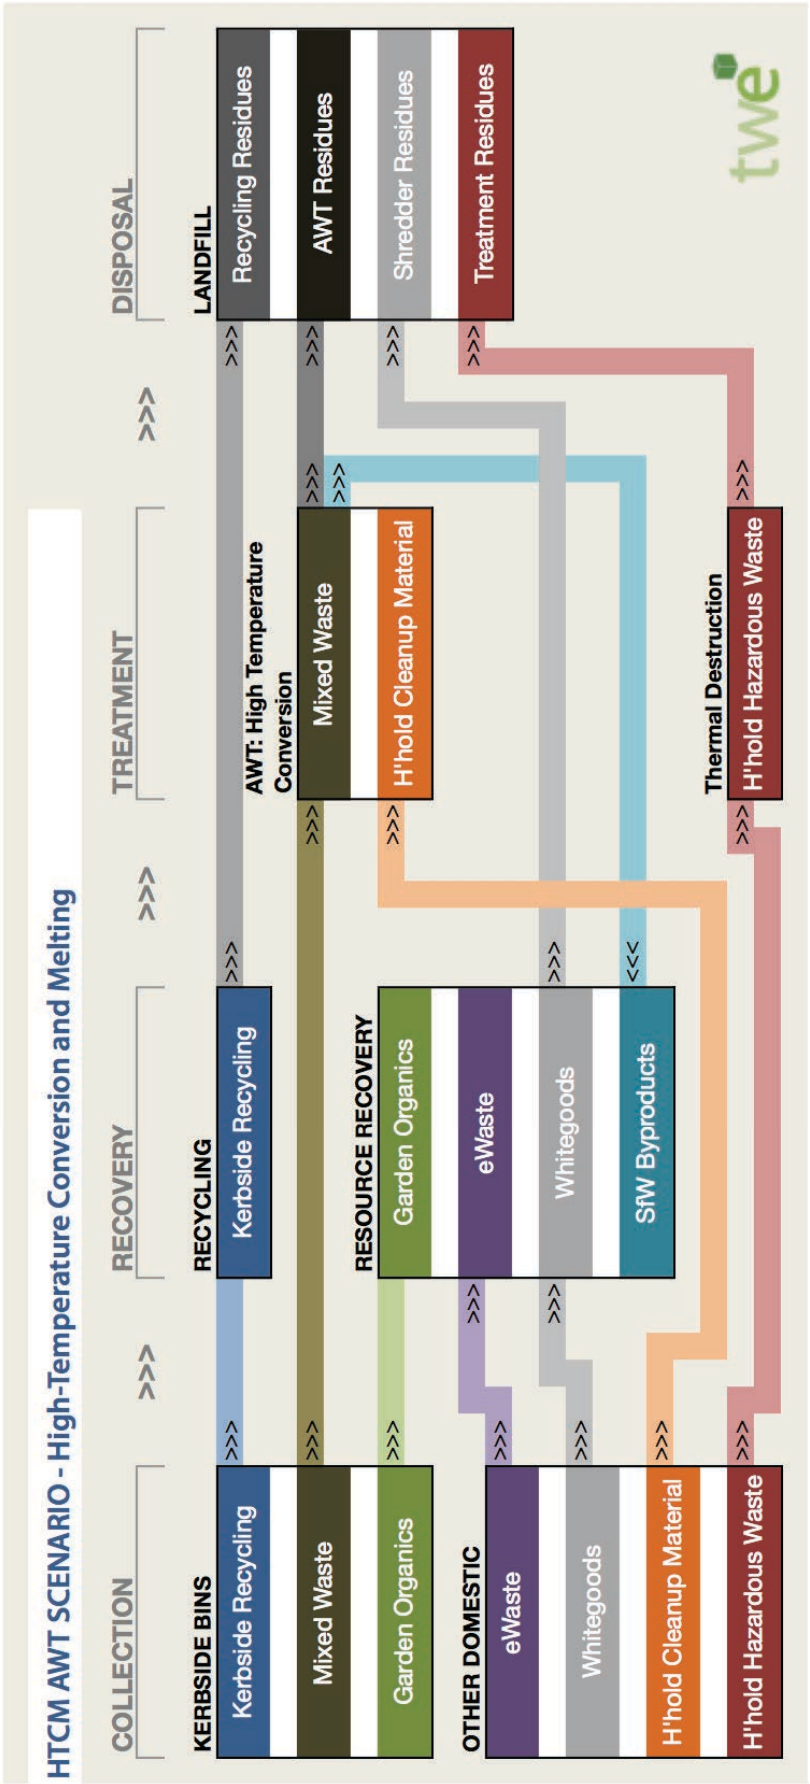 HTCM AWT SCENARIO - High-Temperature Conversion and Melting
COLLECTION
>>>
RECOVERY
>>>
TREATMENT
>>>
DISPOSAL
KERBSIDE BINS
Kerbside Recycling
>>>
Mixed Waste
>>>
Garden Organics
>>>
OTHER DOMESTIC
eWaste
>>>
Whitegoods
>>>
H'hold Cleanup Material
>>>
H'hold Hazardous Waste
>>>
RECYCLING
Kerbside Recycling
>>>
RESOURCE RECOVERY
Garden Organics
>>>
eWaste
>>>
Whitegoods
>>>
SfW Byproducts
<<<
AWT: High Temperature
Conversion
>>>
Mixed Waste
>>>
>>>
>>>
H'hold Cleanup Material
Thermal Destruction
>>>
H'hold Hazardous Waste
>>>
LANDFILL
>>>
Recycling Residues
>>>
AWT Residues
>>>
Shredder Residues
>>>
Treatment Residues
twe